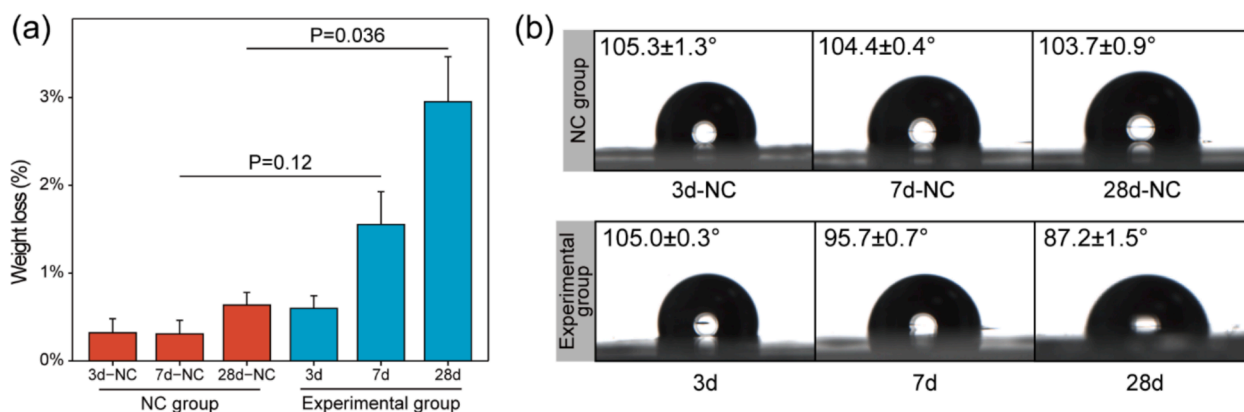 (a)
P=0.036
P=0.12
Weight loss (%)
3%
2%
1%
0%
3d−NC 7d−NC 28d−NC 3d 7d 28d
NC group Experimental group
(b)
NC group
105.3±1.3° 104.4±0.4° 103.7±0.9°
3d-NC 7d-NC 28d-NC
Experimental
group
105.0±0.3° 95.7±0.7° 87.2±1.5°
3d 7d 28d